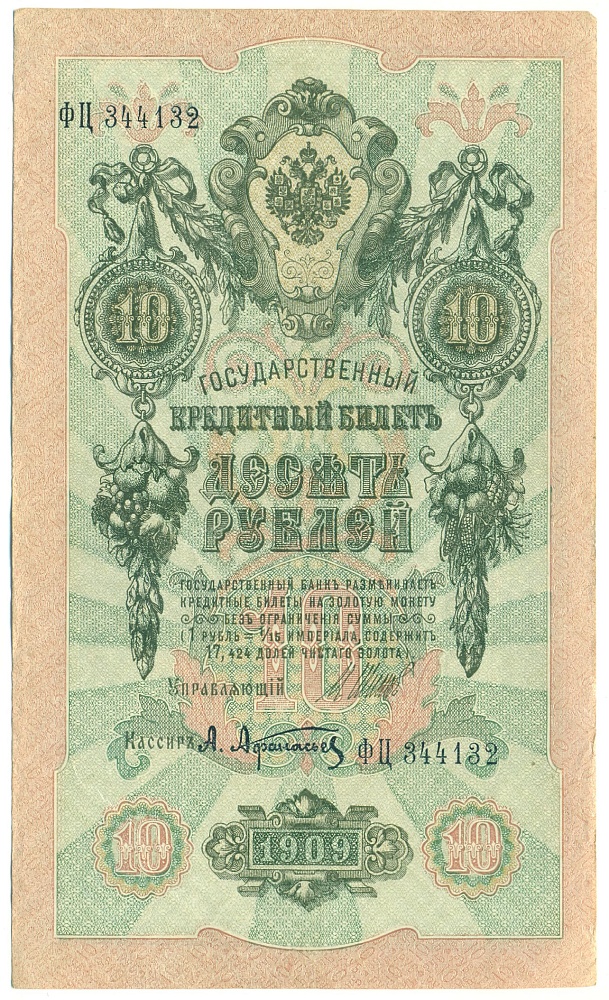 ФЦ 344132
10 10
ГОСУДАРСТВЕННЫЙ
КРЕДИТНЫЙ БИЛЕТЪ
ДЕСЯТЬ
РУБЛЕЙ
ГОСУДАРСТВЕННЫЙ БАНКЪ РАЗМѢНИВАЕТЪ
КРЕДИТНЫЕ БИЛЕТЫ НА ЗОЛОТУЮ МОНЕТУ
БЕЗЪ ОГРАНИЧЕНІЯ СУММЫ
(1 РУБЛЬ = 1/15 ИМПЕРІАЛА, СОДЕРЖИТЪ
17,424 ДОЛЕЙ ЧИСТАГО ЗОЛОТА).
10
УПРАВЛЯЮЩІЙ
КАССИРЪ А. Афанасьев ФЦ 344132
10 1909 10